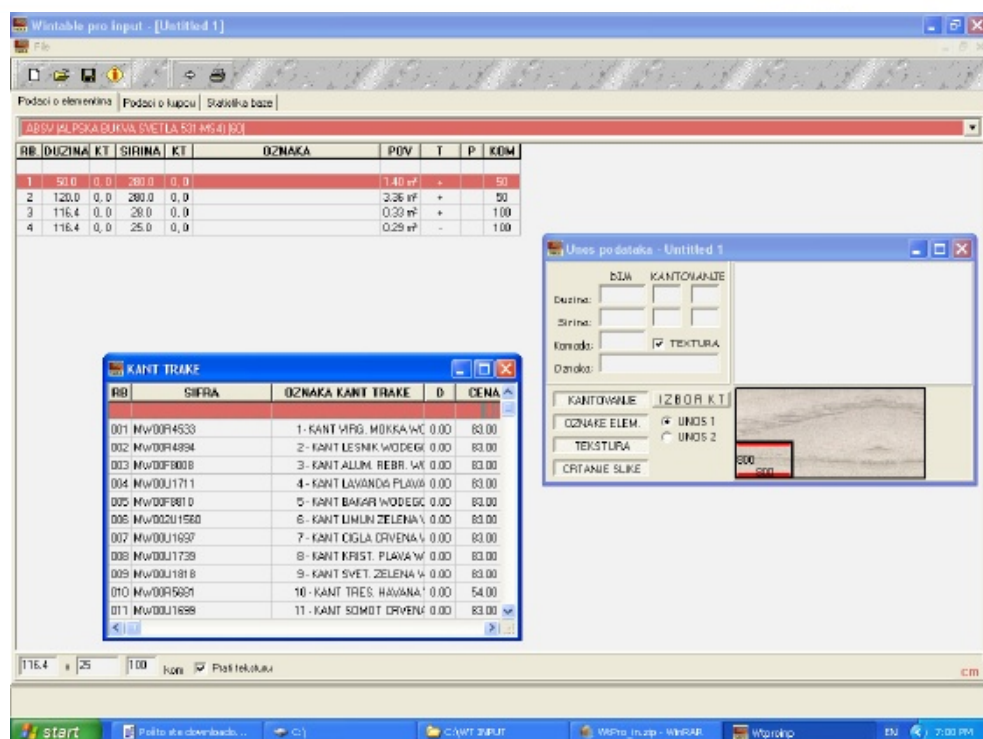 Wintable pro input - [Untitled 1]
File
Podaci o elementima Podaci o kupcu Statistika baze
ABSV (ALPSKA BUKVA SVETLA 531-MS4) [60]
RB. DUZINA KT SIRINA KT OZNAKA POV T P KOM
1 50.0 0, 0 280.0 0, 0 1.40 m² + 50
2 120.0 0, 0 280.0 0, 0 3.36 m² + 50
3 116.4 0, 0 28.0 0, 0 0.33 m² + 100
4 116.4 0, 0 25.0 0, 0 0.29 m² - 100
Unos podataka - Untitled 1
DIM KANTOVANJE
Duzina:
Sirina:
Komada: TEXTURA
Oznaka:
KANTOVANJE IZBOR KT
OZNAKE ELEM. UNOS 1
TEKSTURA UNOS 2
CRTANJE SLIKE
800
800
KANT TRAKE
RB SIFRA OZNAKA KANT TRAKE D CENA
001 MW00R4533 1 - KANT VIRG. MOKKA WO 0.00 83.00
002 MW00R4894 2 - KANT LESNIK WODEG 0.00 83.00
003 MW00F8008 3 - KANT ALUM. REBR. 0.00 83.00
004 MW00U1711 4 - KANT LAVANDA PLAVA 0.00 83.00
005 MW00F8810 5 - KANT BAKAR WODEGO 0.00 83.00
006 MW002U1560 6 - KANT LIMUN ZELENA 0.00 83.00
007 MW00U1697 7 - KANT CIGLA CRVENA 0.00 83.00
008 MW00U1739 8 - KANT KRIST. PLAVA W 0.00 83.00
009 MW00U1818 9 - KANT SVET. ZELENA 0.00 83.00
010 MW00R5681 10 - KANT TRES. HAVANA 0.00 54.00
011 MW00U1699 11 - KANT SOMOT CRVENA 0.00 83.00
116.4 x 25 100 kom Prati teksturu
cm
start Pošto ste downloado... C:\ C:\WT INPUT WtPro_in.zip - WinRAR Wtproinp EN 7:00 PM